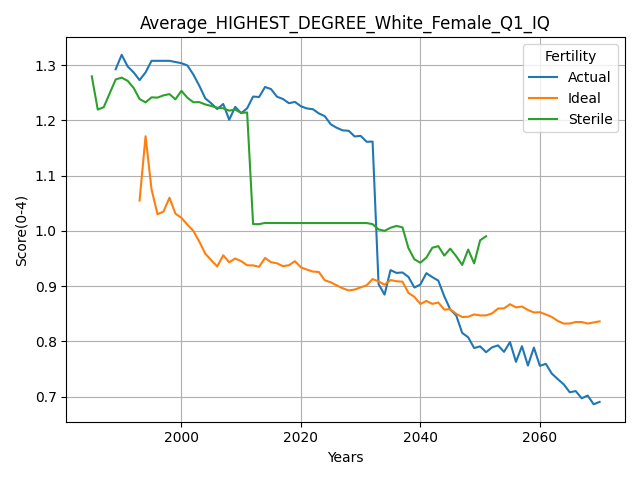 Average_HIGHEST_DEGREE_White_Female_Q1_IQ
Fertility
Actual
Ideal
Sterile
Score(0-4)
1.3
1.2
1.1
1.0
0.9
0.8
0.7
2000
2020
2040
2060
Years